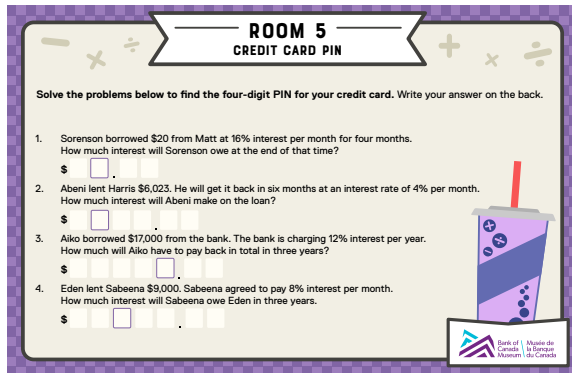 ROOM 5
CREDIT CARD PIN
Solve the problems below to find the four-digit PIN for your credit card. Write your answer on the back.
1. Sorenson borrowed $20 from Matt at 16% interest per month for four months.
How much interest will Sorenson owe at the end of that time?
$ .
2. Abeni lent Harris $6,023. He will get it back in six months at an interest rate of 4% per month.
How much interest will Abeni make on the loan?
$ .
3. Aiko borrowed $17,000 from the bank. The bank is charging 12% interest per year.
How much will Aiko have to pay back in total in three years?
$ .
4. Eden lent Sabeena $9,000. Sabeena agreed to pay 8% interest per month.
How much interest will Sabeena owe Eden in three years.
$ .
Bank of Canada Museum
Musée de la Banque du Canada